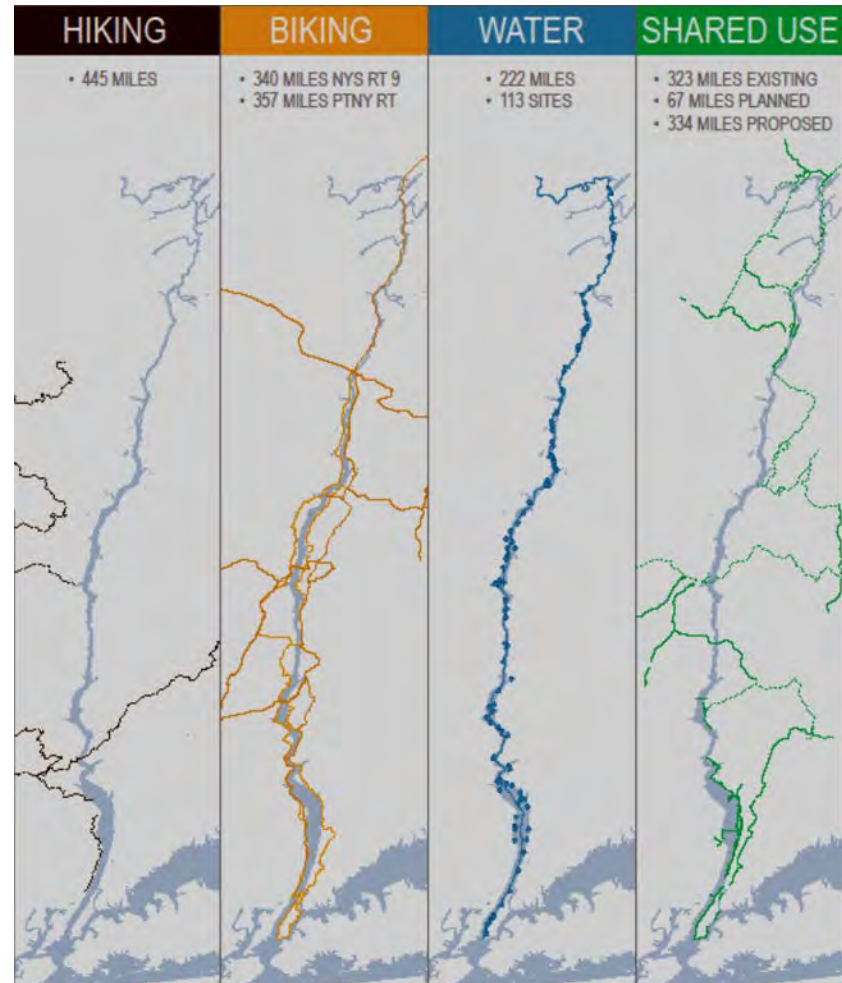 HIKING
• 445 MILES
BIKING
• 340 MILES NYS RT 9
• 357 MILES PTNY RT
WATER
• 222 MILES
• 113 SITES
SHARED USE
• 323 MILES EXISTING
• 67 MILES PLANNED
• 334 MILES PROPOSED